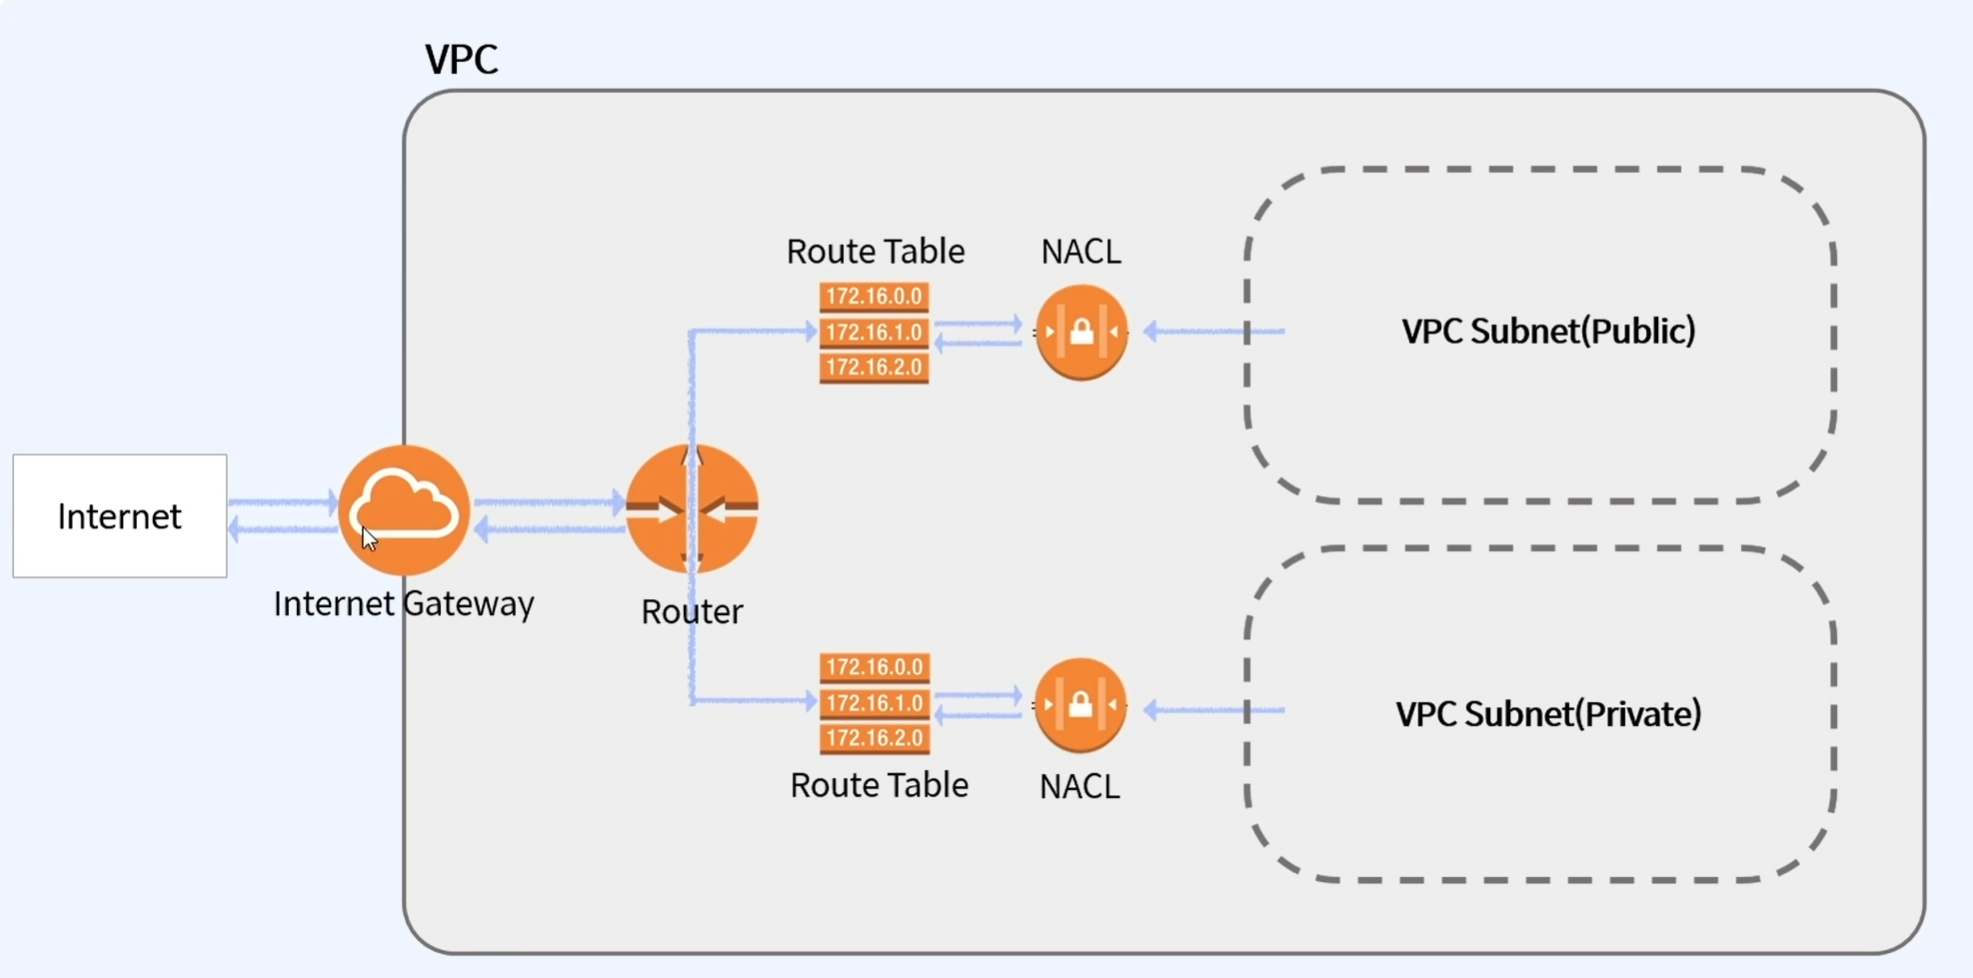 VPC
Route Table
NACL
172.16.0.0
172.16.1.0
172.16.2.0
VPC Subnet(Public)
Internet
Internet Gateway
Router
172.16.0.0
172.16.1.0
172.16.2.0
Route Table
NACL
VPC Subnet(Private)